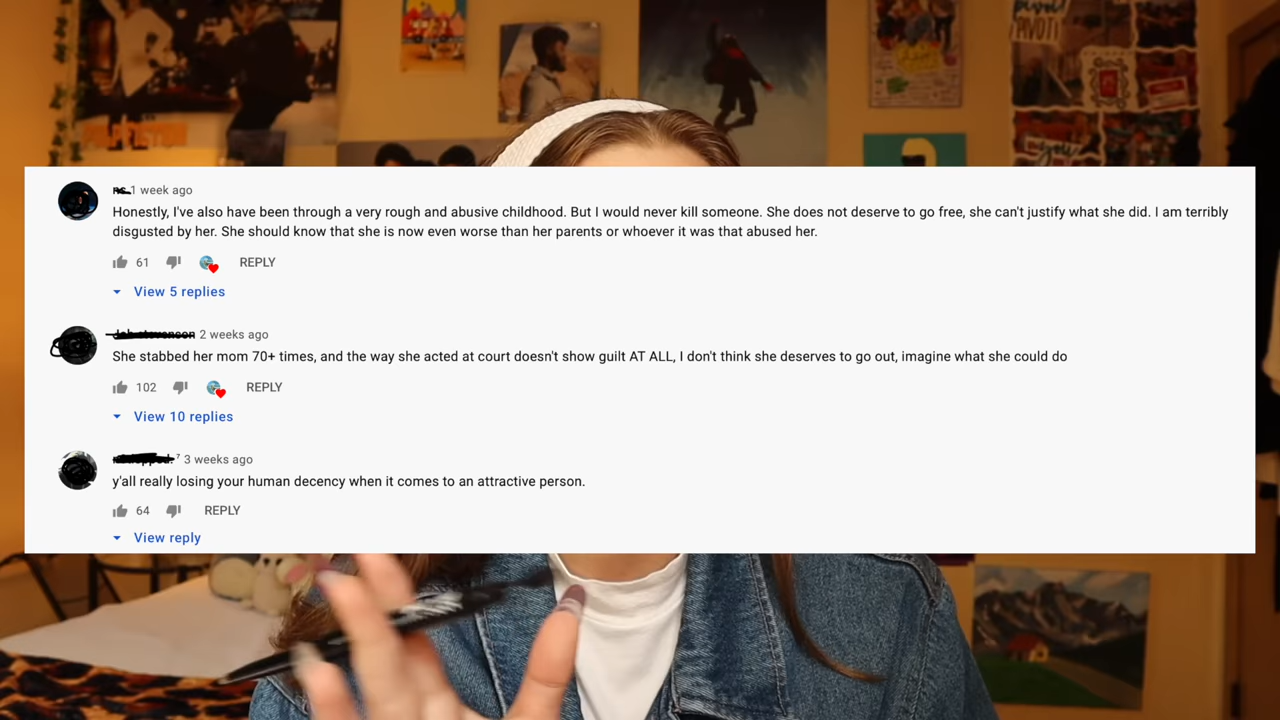 PIVOT!
1 week ago
Honestly, I've also have been through a very rough and abusive childhood. But I would never kill someone. She does not deserve to go free, she can't justify what she did. I am terribly
disgusted by her. She should know that she is now even worse than her parents or whoever it was that abused her.
61 REPLY
View 5 replies
2 weeks ago
She stabbed her mom 70+ times, and the way she acted at court doesn't show guilt AT ALL, I don't think she deserves to go out, imagine what she could do
102 REPLY
View 10 replies
3 weeks ago
y'all really losing your human decency when it comes to an attractive person.
64 REPLY
View reply